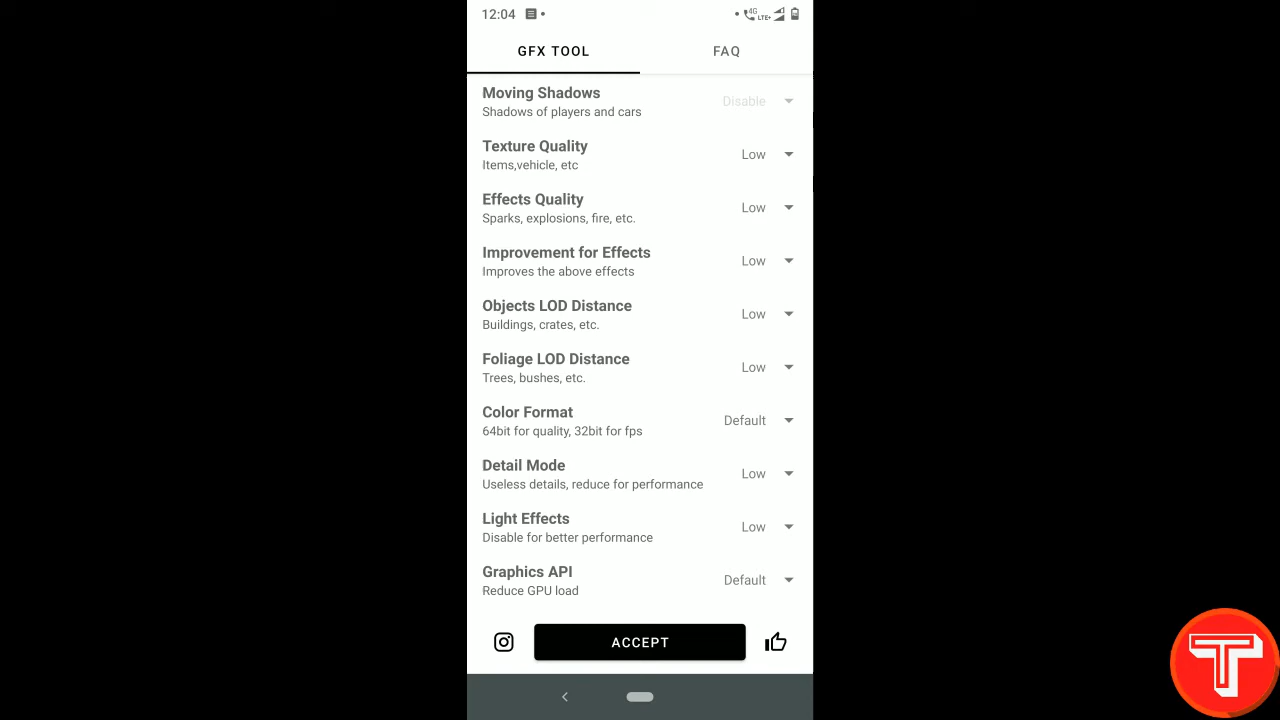 12:04
4G LTE+
GFX TOOL
FAQ
Moving Shadows
Shadows of players and cars
Disable
Texture Quality
Items,vehicle, etc
Low
Effects Quality
Sparks, explosions, fire, etc.
Low
Improvement for Effects
Improves the above effects
Low
Objects LOD Distance
Buildings, crates, etc.
Low
Foliage LOD Distance
Trees, bushes, etc.
Low
Color Format
64bit for quality, 32bit for fps
Default
Detail Mode
Useless details, reduce for performance
Low
Light Effects
Disable for better performance
Low
Graphics API
Reduce GPU load
Default
ACCEPT
T